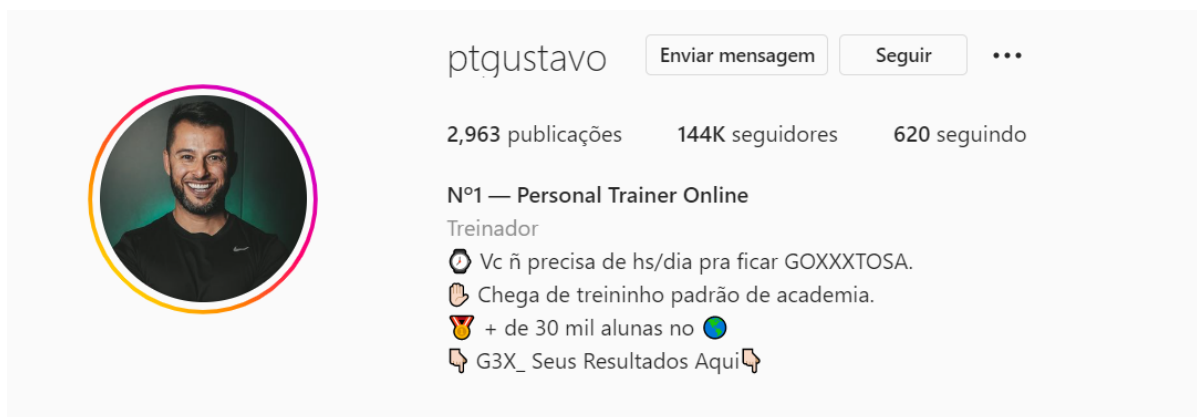 ptgustavo Enviar mensagem Seguir •••
2,963 publicações 144K seguidores 620 seguindo
Nº1 — Personal Trainer Online
Treinador
⌚ Vc ñ precisa de hs/dia pra ficar GOXXXTOSA.
✋🏻 Chega de treininho padrão de academia.
🏅 + de 30 mil alunas no 🌎
👇🏻 G3X_ Seus Resultados Aqui👇🏻